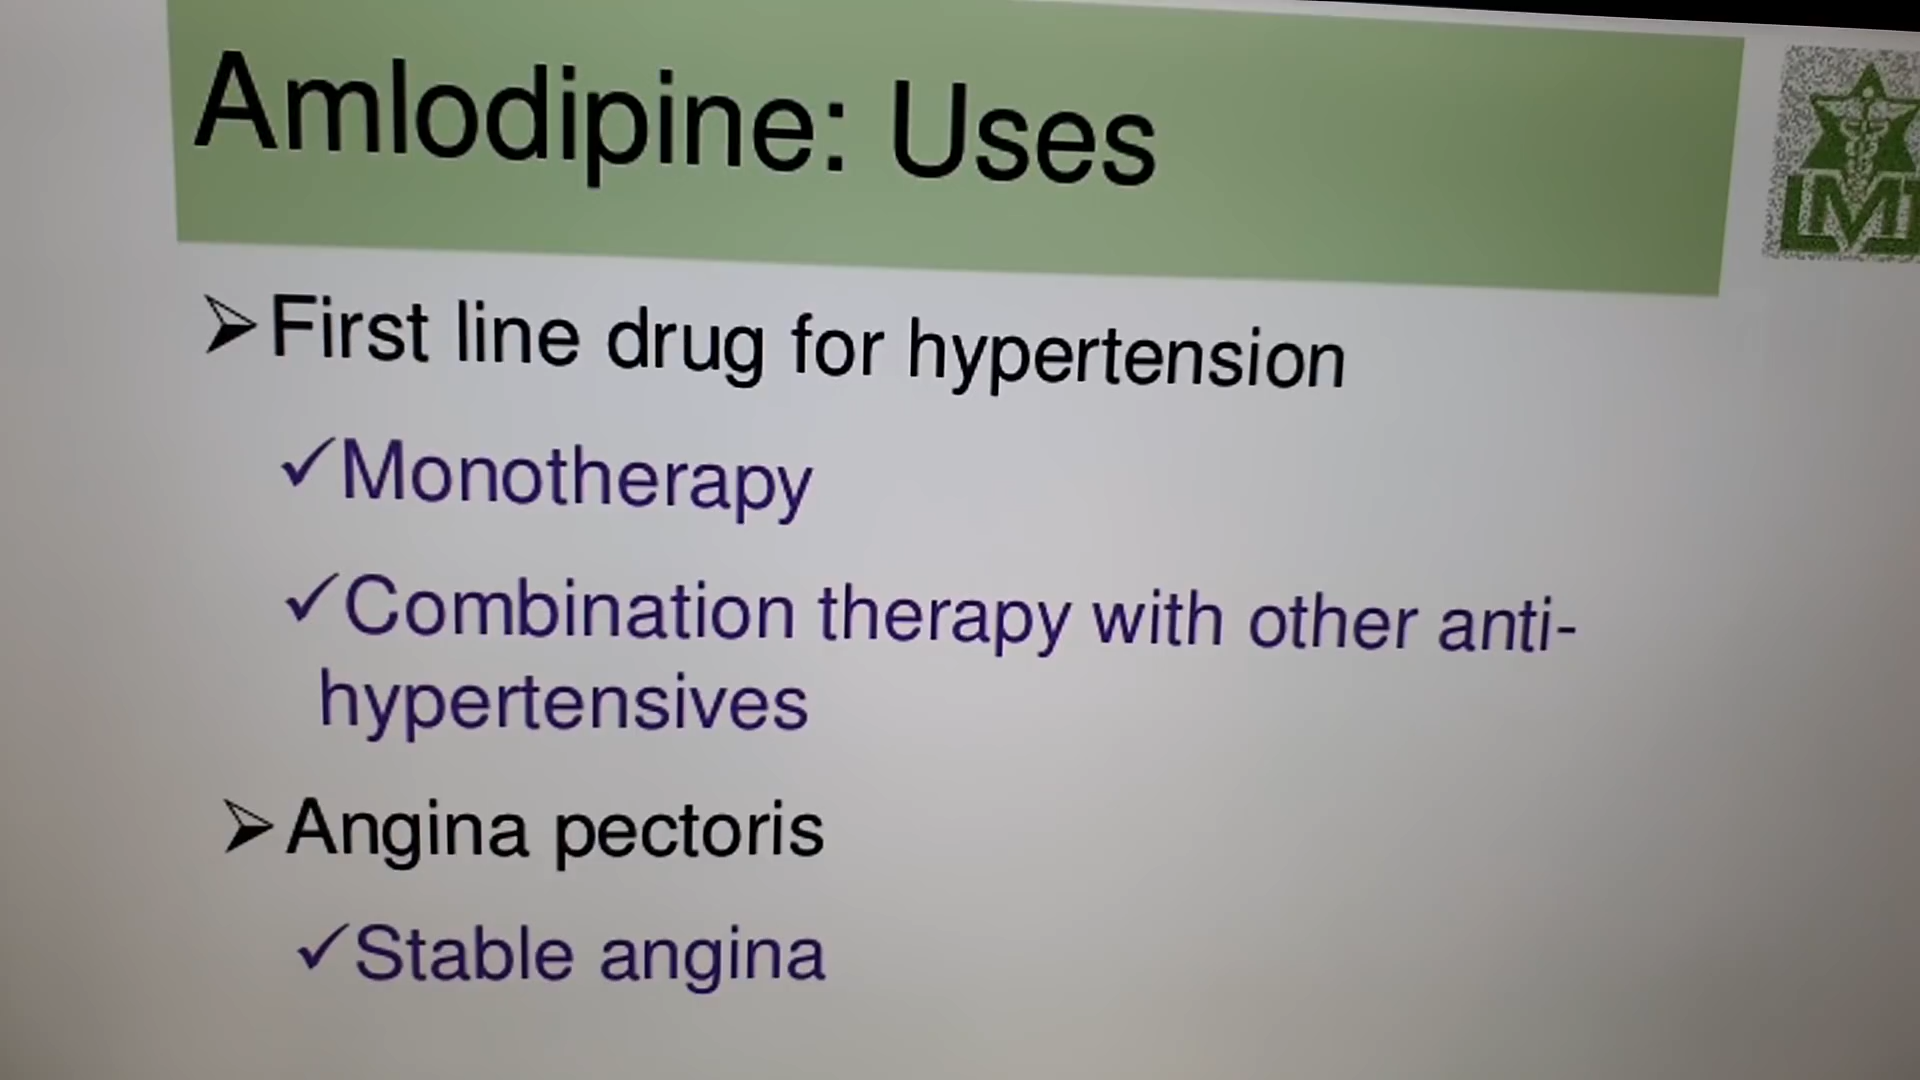 Amlodipine: Uses
➢First line drug for hypertension
✓Monotherapy
✓Combination therapy with other anti-
hypertensives
➢Angina pectoris
✓Stable angina